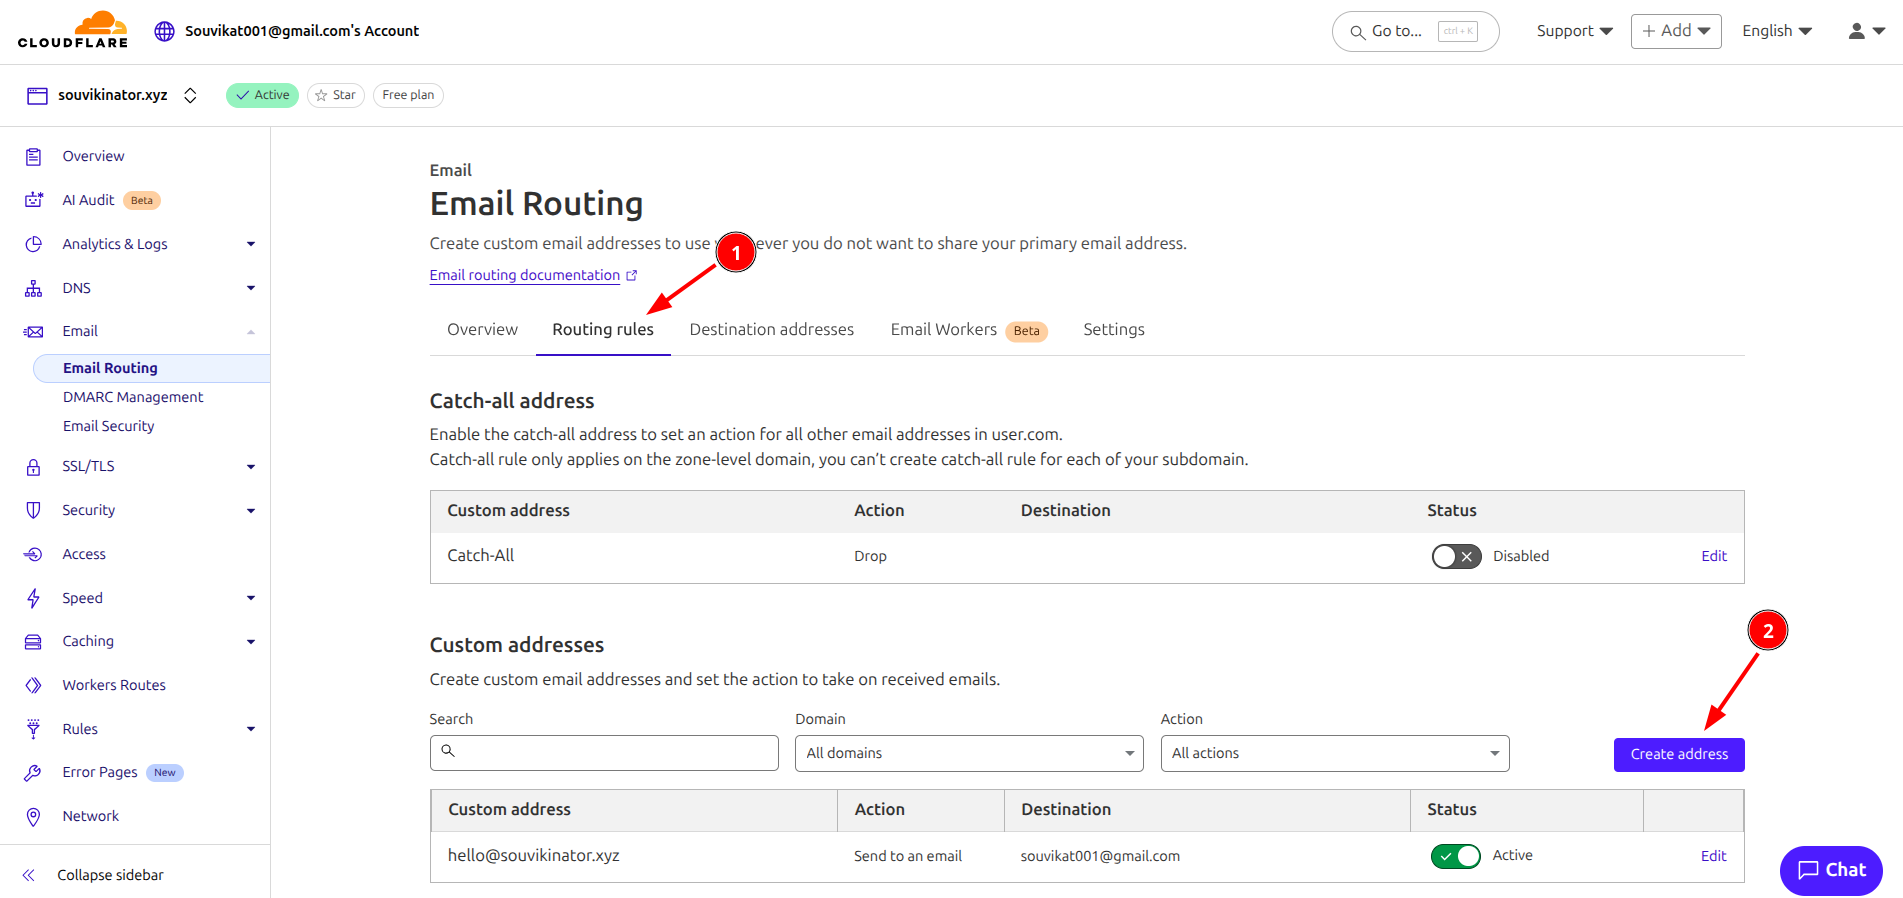 CLOUDFLARE
Souvikat001@gmail.com's Account
Go to... ctrl + K
Support
+ Add
English
souvikinator.xyz
Active
Star
Free plan
Overview
AI Audit Beta
Analytics & Logs
DNS
Email
Email Routing
DMARC Management
Email Security
SSL/TLS
Security
Access
Speed
Caching
Workers Routes
Rules
Error Pages New
Network
Collapse sidebar
Email
Email Routing
Create custom email addresses to use ever you do not want to share your primary email address.
1
Email routing documentation
Overview Routing rules Destination addresses Email Workers Beta Settings
Catch-all address
Enable the catch-all address to set an action for all other email addresses in user.com.
Catch-all rule only applies on the zone-level domain, you can’t create catch-all rule for each of your subdomain.
Custom address Action Destination Status
Catch-All Drop Disabled Edit
Custom addresses
2
Create custom email addresses and set the action to take on received emails.
Search Domain Action
All domains All actions Create address
Custom address Action Destination Status
hello@souvikinator.xyz Send to an email souvikat001@gmail.com Active Edit
Chat